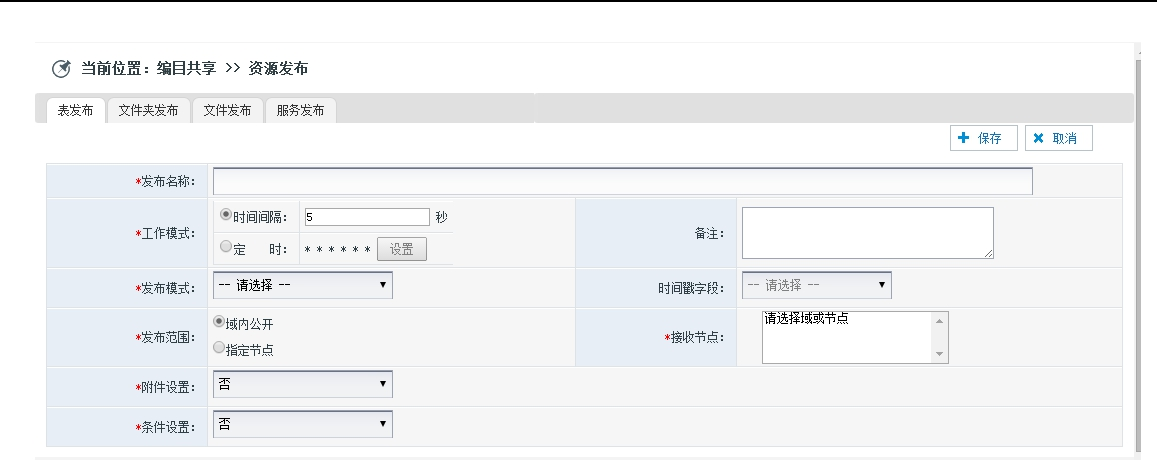 当前位置：编目共享 >> 资源发布
表发布 文件夹发布 文件发布 服务发布
保存 取消
*发布名称：
*工作模式： 时间间隔： 5 秒
定 时： * * * * * * 设置
备注：
*发布模式： -- 请选择 -- 时间戳字段： -- 请选择 --
*发布范围： 域内公开
指定节点
*接收节点： 请选择域或节点
*附件设置： 否
*条件设置： 否